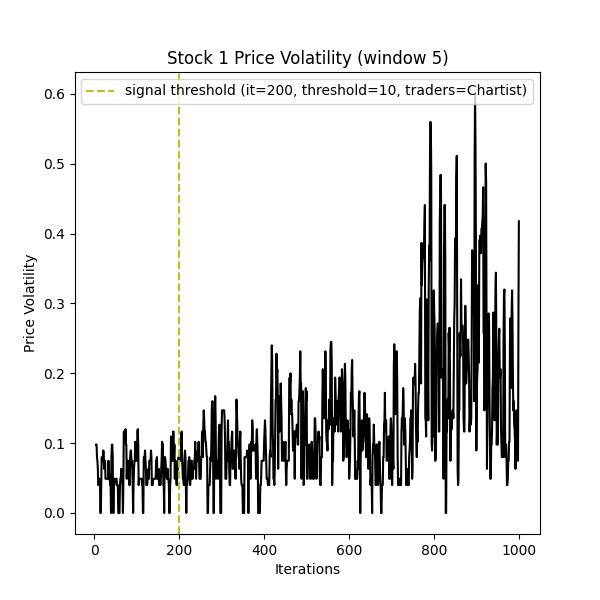 Stock 1 Price Volatility (window 5)
signal threshold (it=200, threshold=10, traders=Chartist)
0.6
0.5
0.4
0.3
0.2
0.1
0.0
Price Volatility
0 200 400 600 800 1000
Iterations